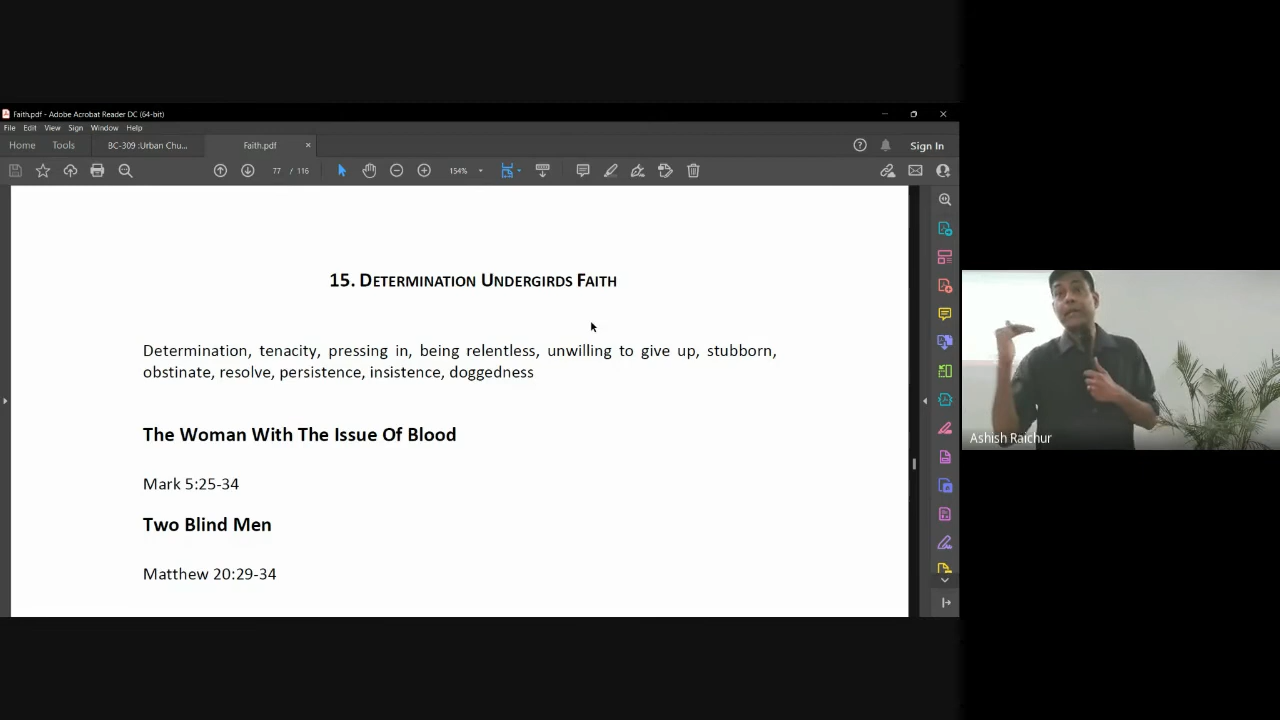 Faith.pdf - Adobe Acrobat Reader DC (64-bit)
File Edit View Sign Window Help
Home Tools BC-309 :Urban Chu... Faith.pdf × Sign In
77 / 116 154%
15. DETERMINATION UNDERGIRDS FAITH
Determination, tenacity, pressing in, being relentless, unwilling to give up, stubborn,
obstinate, resolve, persistence, insistence, doggedness
The Woman With The Issue Of Blood
Mark 5:25-34
Two Blind Men
Matthew 20:29-34
Ashish Raichur